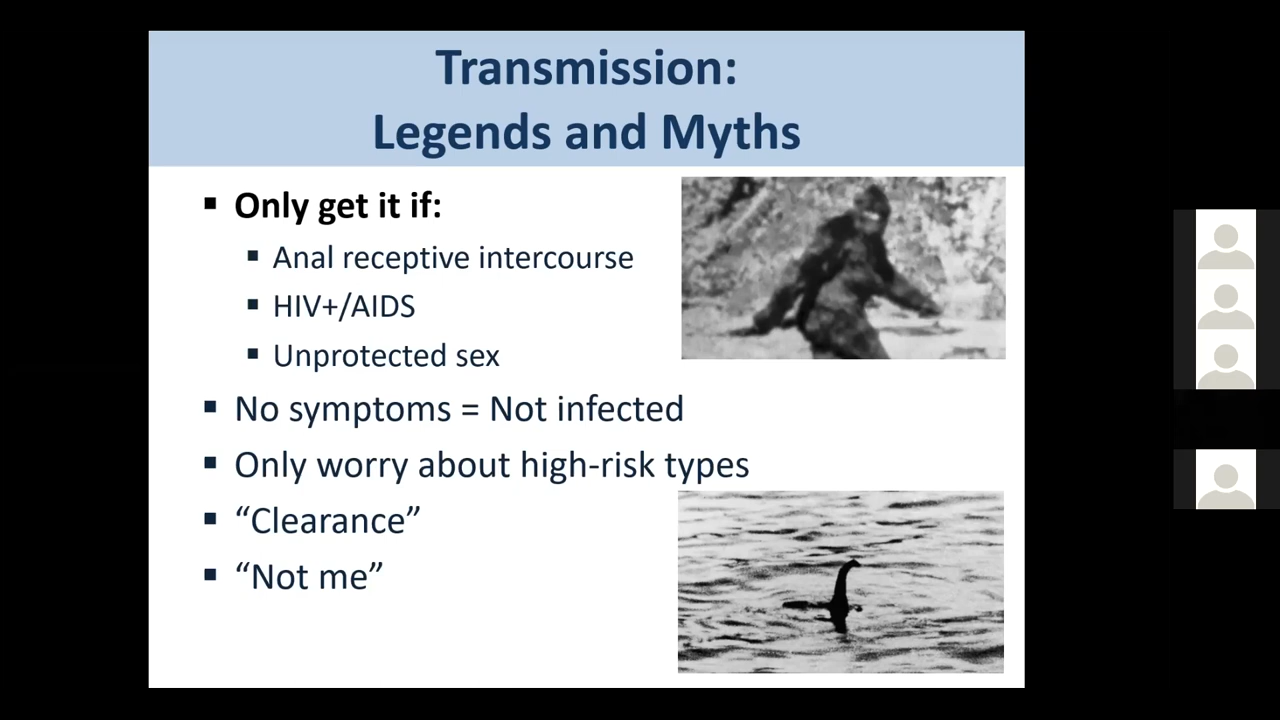 Transmission:
Legends and Myths
Only get it if:
Anal receptive intercourse
HIV+/AIDS
Unprotected sex
No symptoms = Not infected
Only worry about high-risk types
“Clearance”
“Not me”